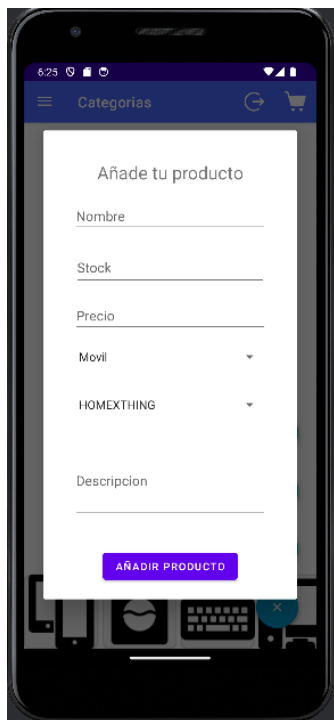 6:25
Categorias
Añade tu producto
Nombre
Stock
Precio
Movil
HOMEXTHING
Descripcion
AÑADIR PRODUCTO